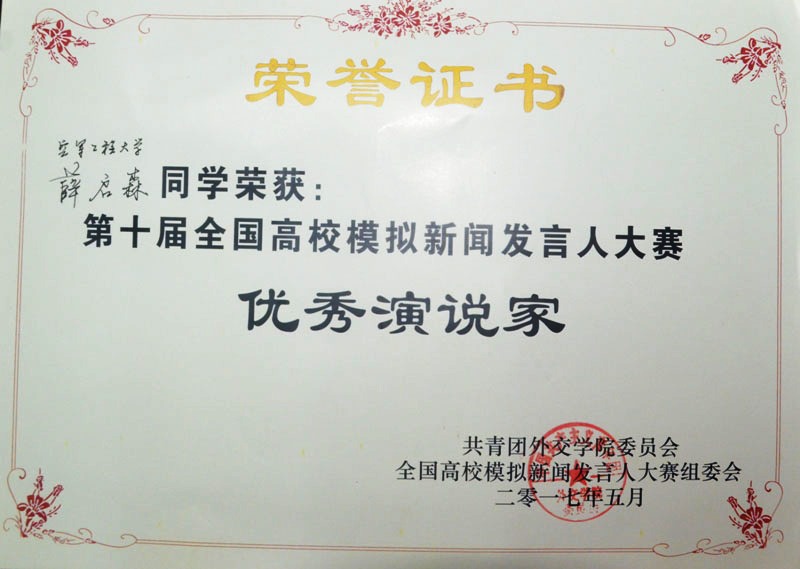 荣誉证书
空军工程大学
薛启森 同学荣获：
第十届全国高校模拟新闻发言人大赛
优秀演说家
共青团外交学院委员会
全国高校模拟新闻发言人大赛组委会
二零一七年五月